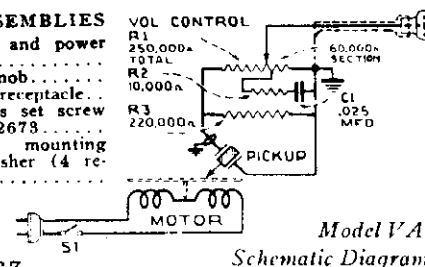 SEMBLIES
and power
nob......
receptacle..
s set screw
2673......
mounting
sher (4 re-
VOL CONTROL
R1
250,000Ω
TOTAL
R2
10,000Ω
R3
220,000Ω
60,000Ω
SECTION
C1
.025
MFD
PICKUP
MOTOR
S1
Model VA
Schematic Diagram